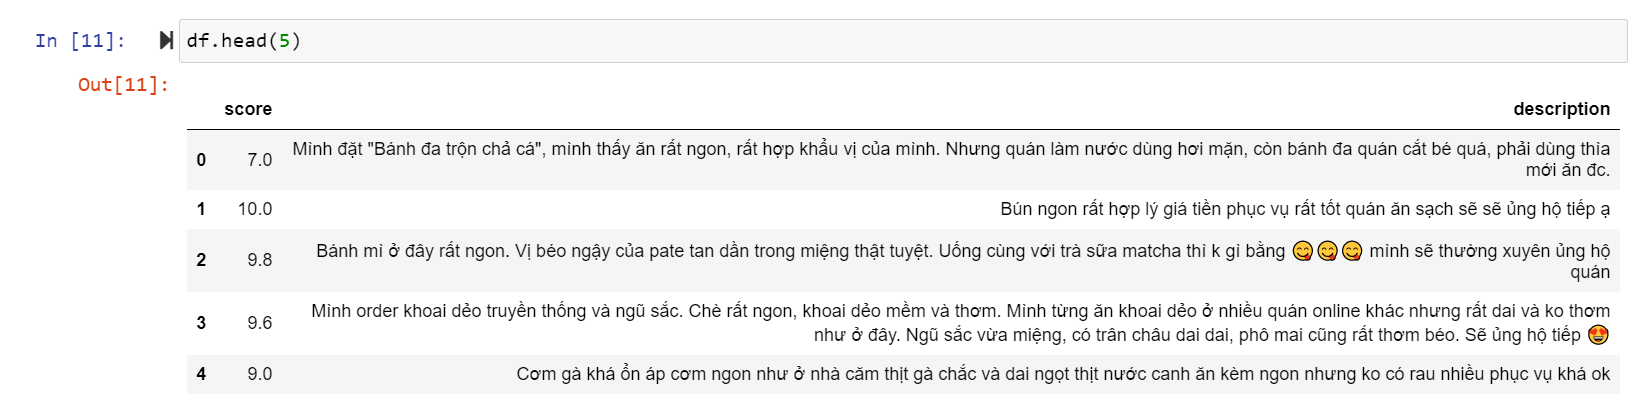 In [11]: df.head(5)
Out[11]:
score description
0 7.0 Mình đặt "Bánh đa trộn chả cá", mình thấy ăn rất ngon, rất hợp khẩu vị của mình. Nhưng quán làm nước dùng hơi mặn, còn bánh đa quán cắt bé quá, phải dùng thìa
mới ăn đc.
1 10.0 Bún ngon rất hợp lý giá tiền phục vụ rất tốt quán ăn sạch sẽ sẽ ủng hộ tiếp ạ
2 9.8 Bánh mì ở đây rất ngon. Vị béo ngậy của pate tan dần trong miệng thật tuyệt. Uống cùng với trà sữa matcha thì k gì bằng 😋😋😋 mình sẽ thường xuyên ủng hộ
quán
3 9.6 Mình order khoai dẻo truyền thống và ngũ sắc. Chè rất ngon, khoai dẻo mềm và thơm. Mình từng ăn khoai dẻo ở nhiều quán online khác nhưng rất dai và ko thơm
như ở đây. Ngũ sắc vừa miệng, có trân châu dai dai, phô mai cũng rất thơm béo. Sẽ ủng hộ tiếp 😍
4 9.0 Cơm gà khá ổn áp cơm ngon như ở nhà căm thịt gà chắc và dai ngọt thịt nước canh ăn kèm ngon nhưng ko có rau nhiều phục vụ khá ok